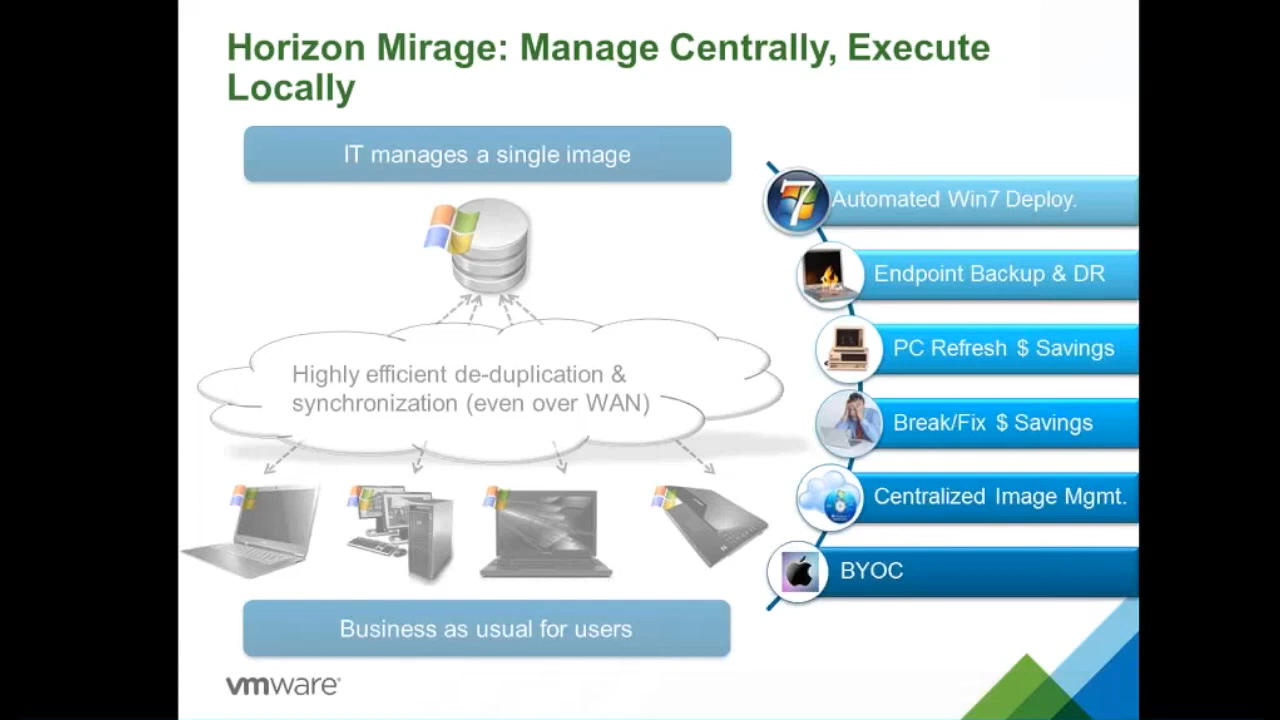 Horizon Mirage: Manage Centrally, Execute
Locally
IT manages a single image
Highly efficient de-duplication &
synchronization (even over WAN)
Business as usual for users
7
Automated Win7 Deploy.
Endpoint Backup & DR
PC Refresh $ Savings
Break/Fix $ Savings
Centralized Image Mgmt.
BYOC
vmware®